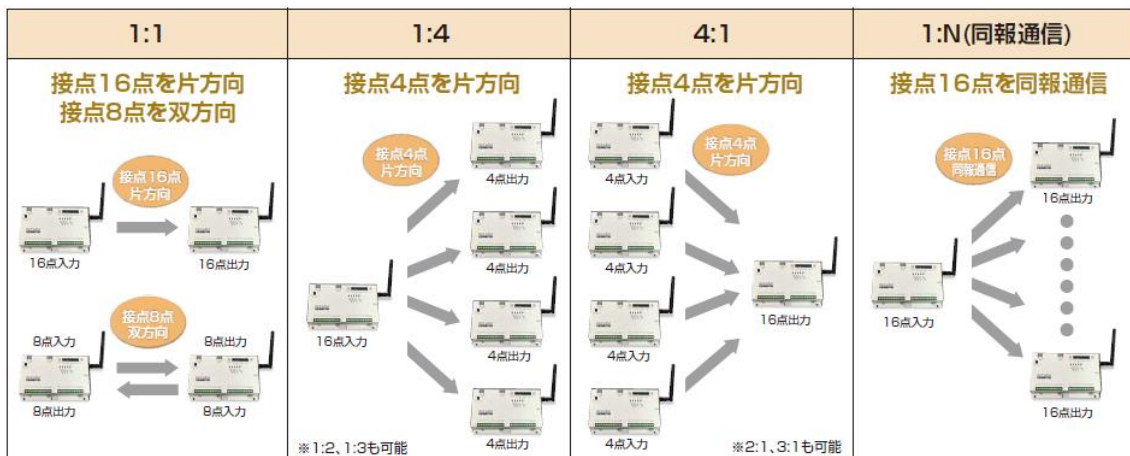 1:1
接点16点を片方向
接点8点を双方向
接点16点
片方向
16点入力
16点出力
接点8点
双方向
8点入力
8点出力
8点出力
8点入力
1:4
接点4点を片方向
接点4点
片方向
16点入力
4点出力
4点出力
4点出力
4点出力
※1:2、1:3も可能
4:1
接点4点を片方向
接点4点
片方向
4点入力
4点入力
4点入力
4点入力
16点出力
※2:1、3:1も可能
1:N(同報通信)
接点16点を同報通信
接点16点
同報通信
16点入力
16点出力
16点出力